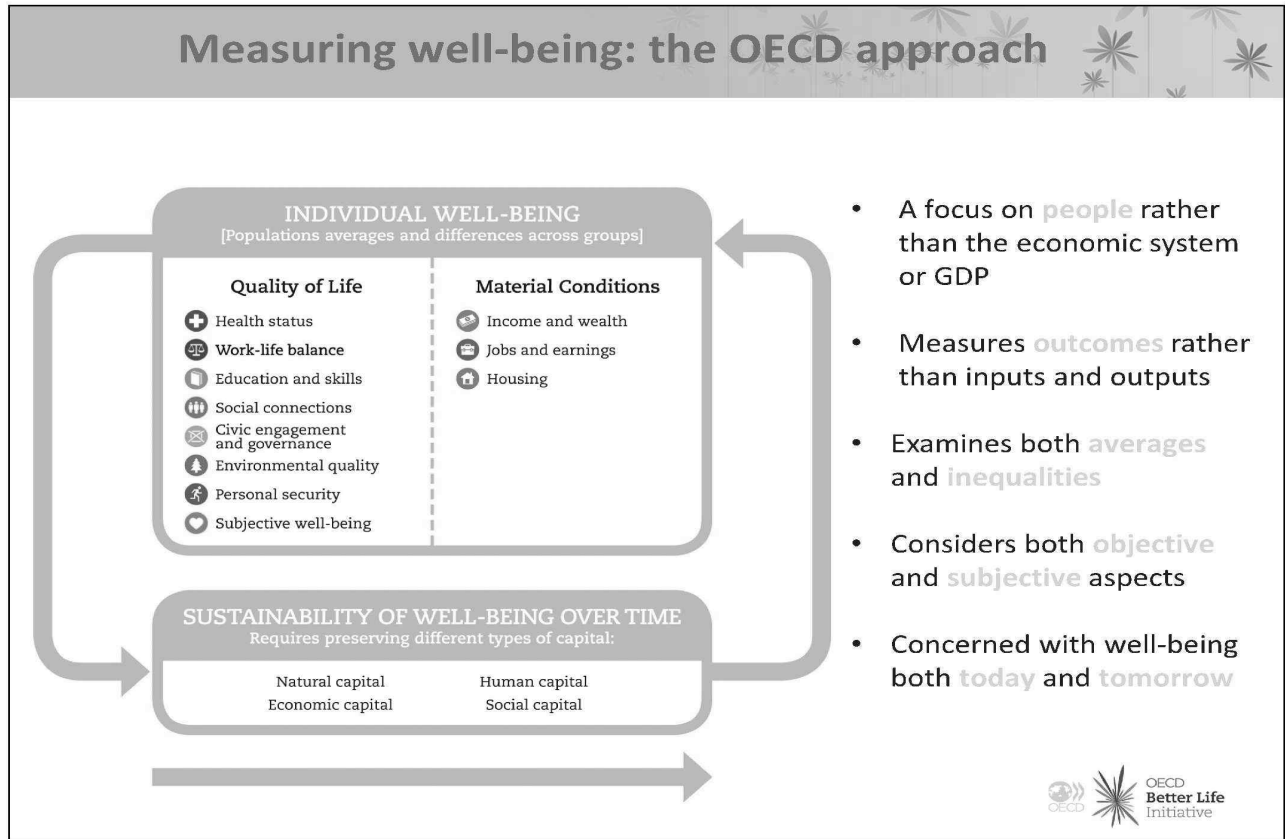 Measuring well-being: the OECD approach
INDIVIDUAL WELL-BEING
[Populations averages and differences across groups]
Quality of Life
Health status
Work-life balance
Education and skills
Social connections
Civic engagement
and governance
Environmental quality
Personal security
Subjective well-being
Material Conditions
Income and wealth
Jobs and earnings
Housing
SUSTAINABILITY OF WELL-BEING OVER TIME
Requires preserving different types of capital:
Natural capital Human capital
Economic capital Social capital
• A focus on people rather
than the economic system
or GDP
• Measures outcomes rather
than inputs and outputs
• Examines both averages
and inequalities
• Considers both objective
and subjective aspects
• Concerned with well-being
both today and tomorrow
OECD
OECD
Better Life
Initiative